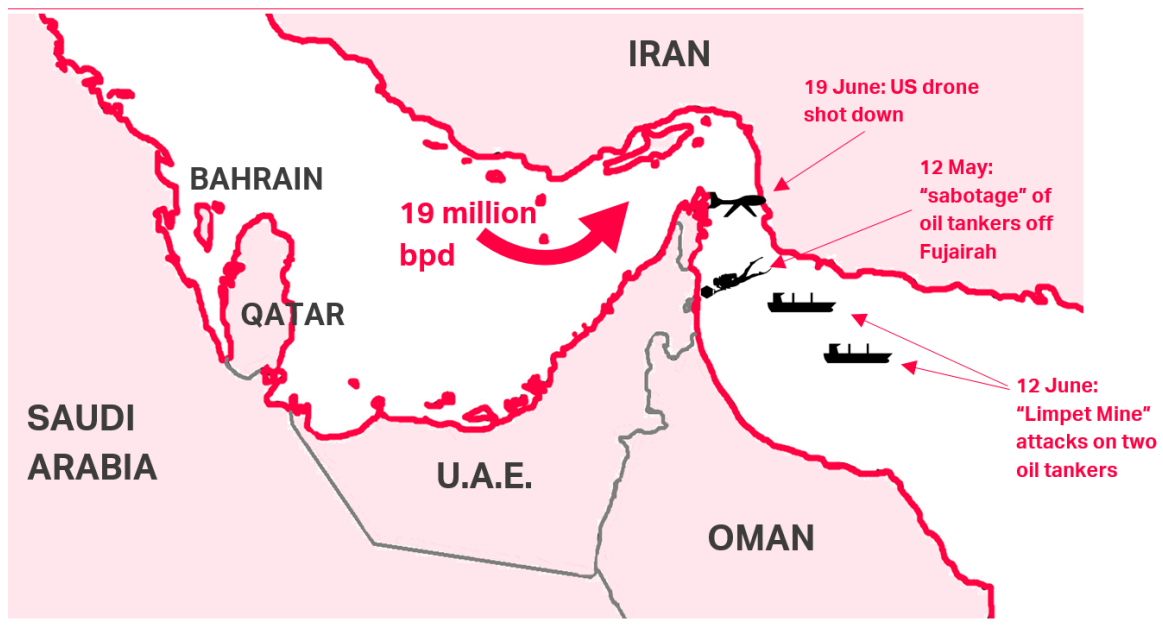 IRAN
19 June: US drone
shot down
12 May:
“sabotage” of
oil tankers off
Fujairah
BAHRAIN
19 million
bpd
QATAR
12 June:
“Limpet Mine”
attacks on two
oil tankers
SAUDI
ARABIA
U.A.E.
OMAN